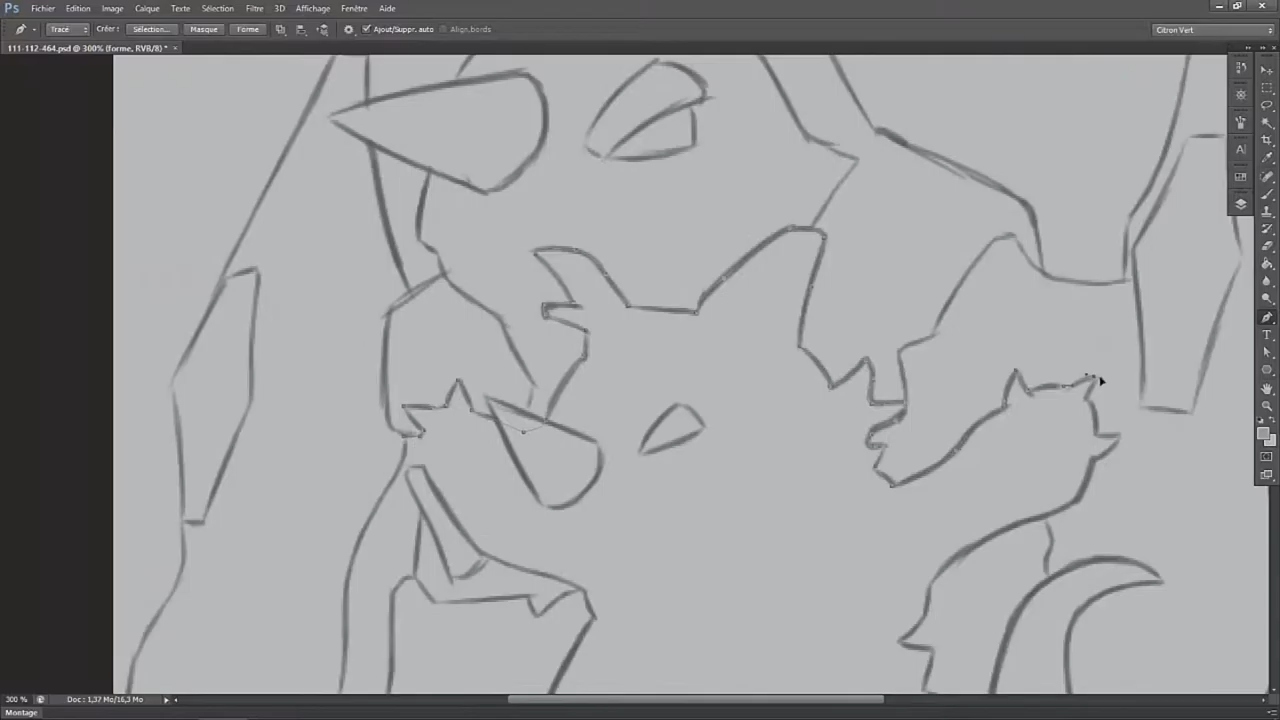 Ps Fichier Edition Image Calque Texte Sélection Filtre 3D Affichage Fenêtre Aide
Tracé Créer : Sélection... Masque Forme Ajout/Suppr. auto Align.bords Citron Vert
111-112-464.psd @ 300% (forme, RVB/8) * ×
300 % Doc : 1,37 Mo/16,3 Mo
Montage